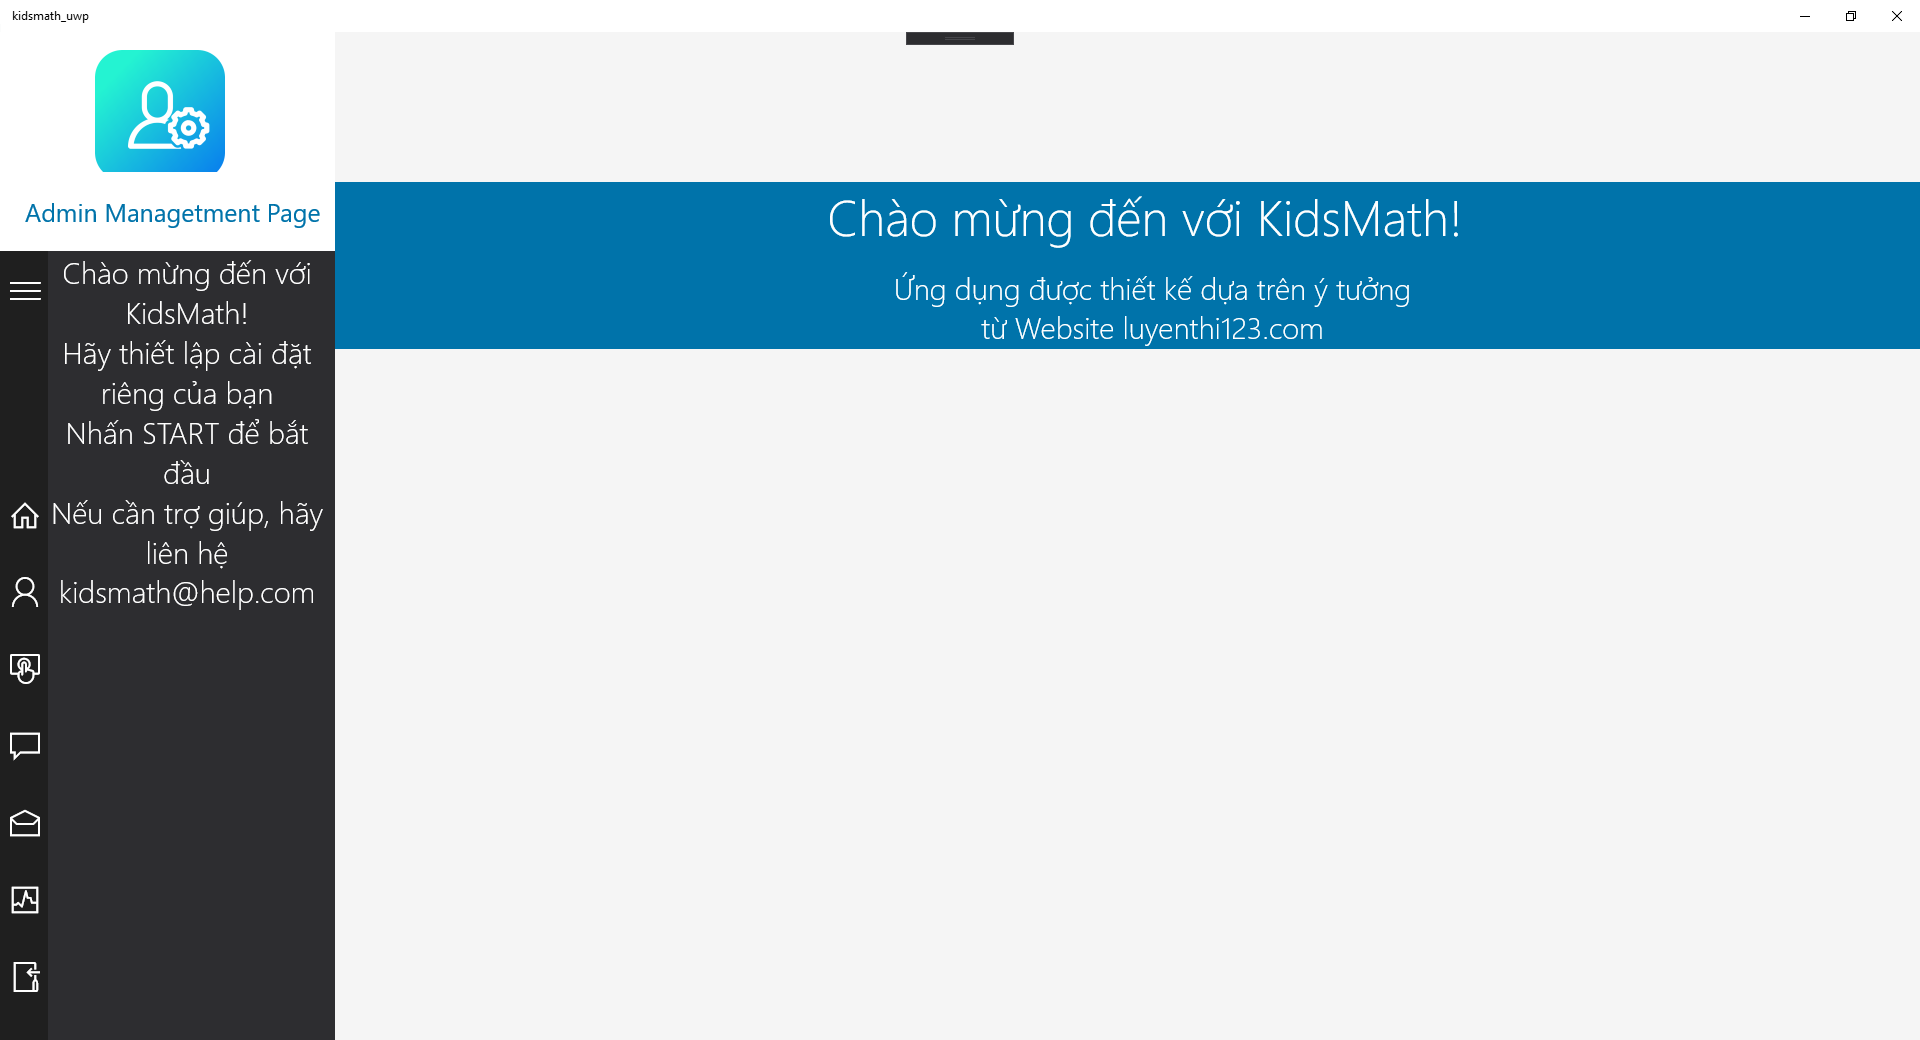 kidsmath_uwp
Admin Managetment Page
Chào mừng đến với
KidsMath!
Hãy thiết lập cài đặt
riêng của bạn
Nhấn START để bắt
đầu
Nếu cần trợ giúp, hãy
liên hệ
kidsmath@help.com
Chào mừng đến với KidsMath!
Ứng dụng được thiết kế dựa trên ý tưởng
từ Website luyenthi123.com